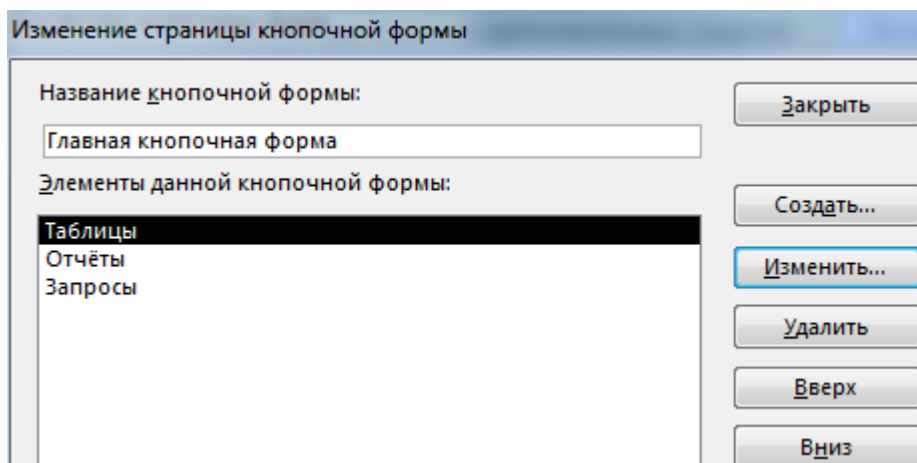 Изменение страницы кнопочной формы
Название кнопочной формы:
Закрыть
Главная кнопочная форма
Элементы данной кнопочной формы:
Создать...
Таблицы
Отчёты
Запросы
Изменить...
Удалить
Вверх
Вниз